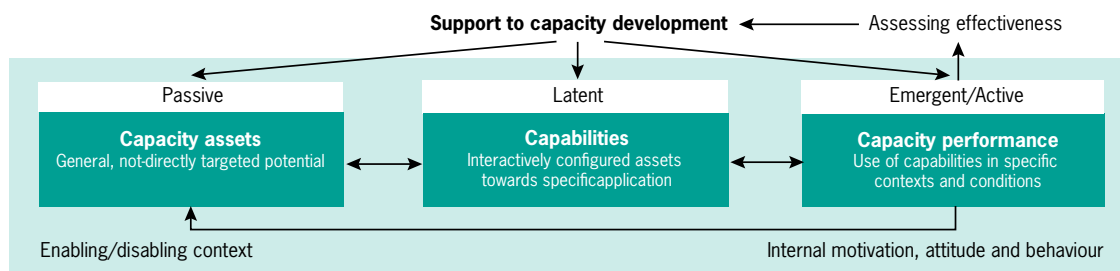 Support to capacity development
Assessing effectiveness
Passive
Capacity assets
General, not-directly targeted potential
Latent
Capabilities
Interactively configured assets
towards specificapplication
Emergent/Active
Capacity performance
Use of capabilities in specific
contexts and conditions
Enabling/disabling context
Internal motivation, attitude and behaviour